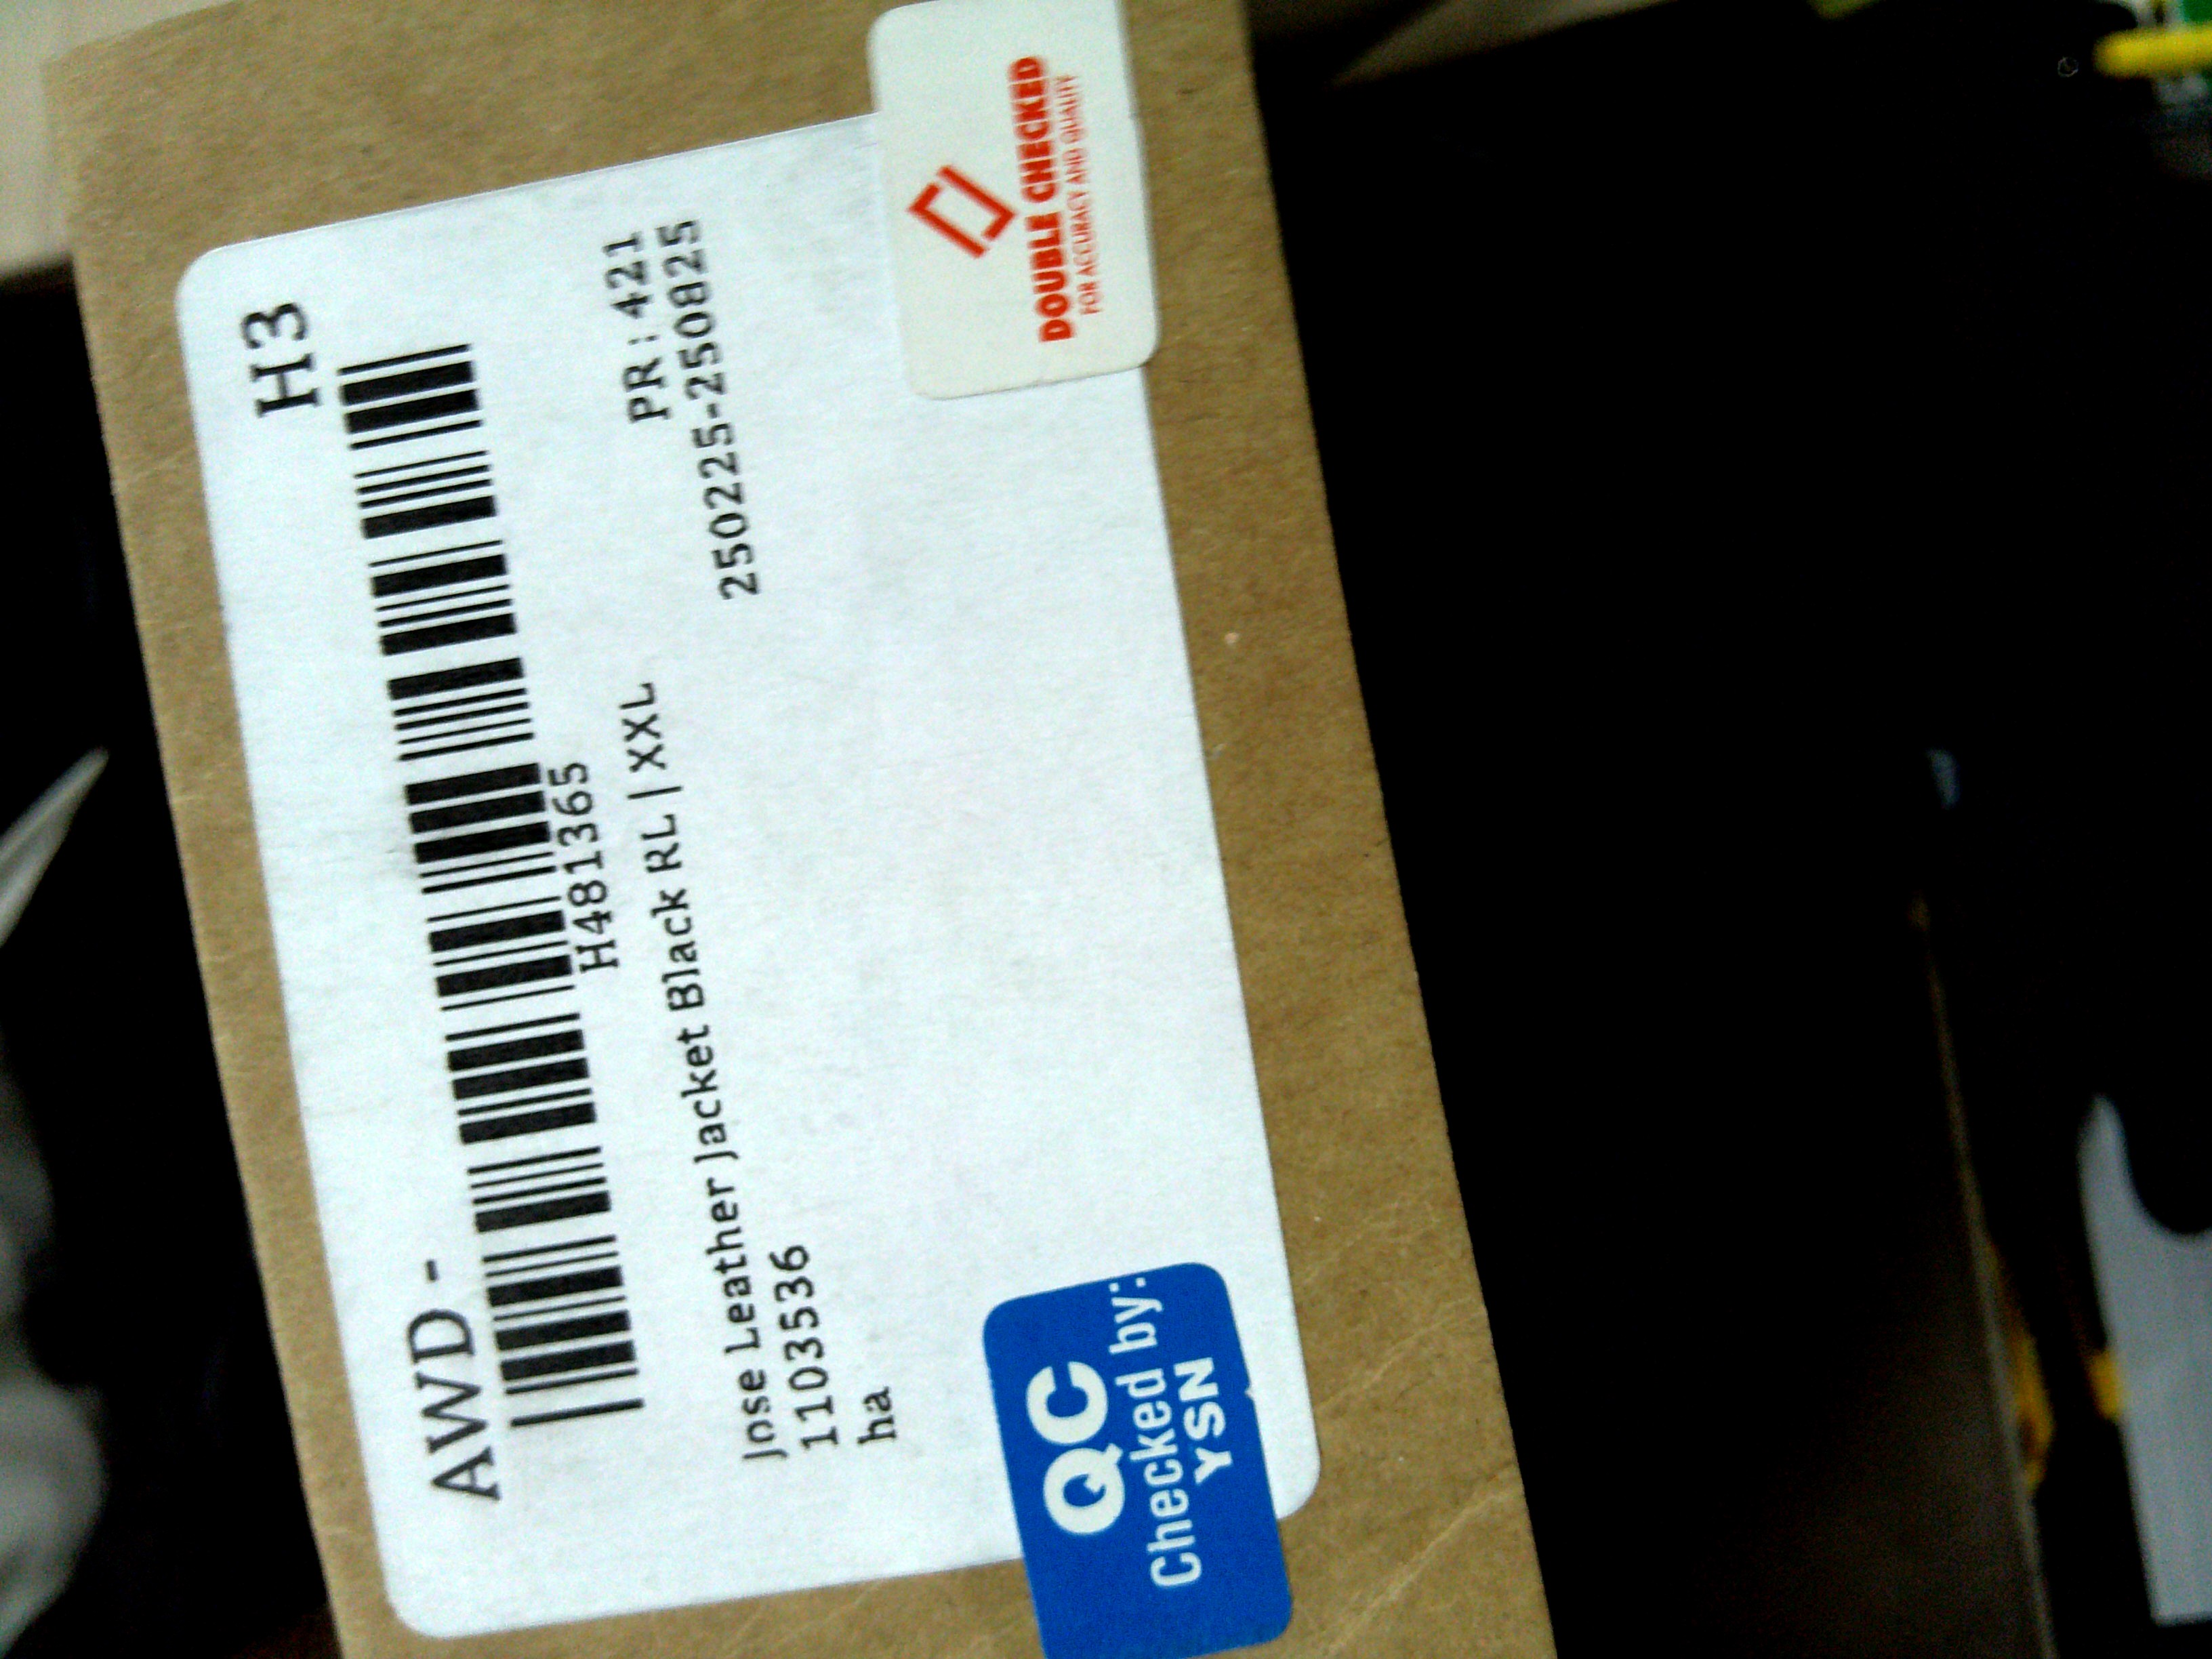 AWD - H3
H481365
Jose Leather Jacket Black RL | XXL PR: 421
1103536 250225-250825
ha
QC
Checked by:
YSN
DOUBLE CHECKED
FOR ACCURACY AND QUALITY